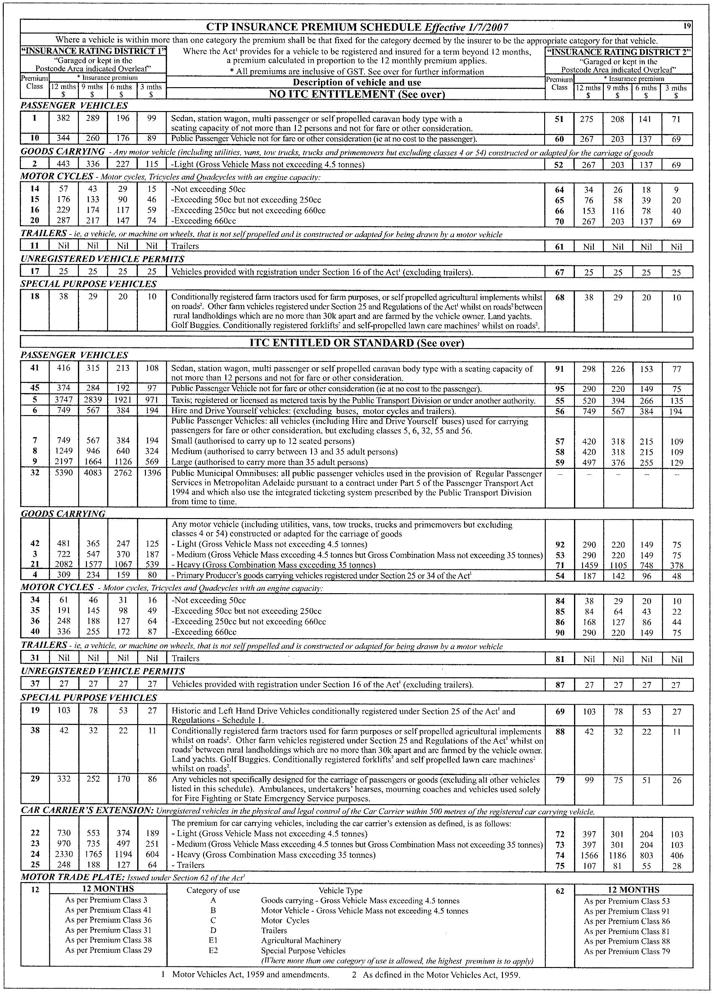 CTP INSURANCE PREMIUM SCHEDULE Effective 1/7/2007 19
Where a vehicle is within more than one category the premium shall be that fixed for the category deemed by the insurer to be the appropriate category for that vehicle.
"INSURANCE RATING DISTRICT 1" Where the Act¹ provides for a vehicle to be registered and insured for a term beyond 12 months, "INSURANCE RATING DISTRICT 2"
"Garaged or kept in the a premium calculated in proportion to the 12 monthly premium applies. "Garaged or kept in the
Postcode Area indicated Overleaf" * All premiums are inclusive of GST. See over for further information Postcode Area indicated Overleaf"
Premium * Insurance premium Description of vehicle and use Premium * Insurance premium
Class 12 mths 9 mths 6 mths 3 mths Class 12 mths 9 mths 6 mths 3 mths
$ $ $ $ NO ITC ENTITLEMENT (See over) $ $ $ $
PASSENGER VEHICLES
1 382 289 196 99 Sedan, station wagon, multi passenger or self propelled caravan body type with a 51 275 208 141 71
seating capacity of not more than 12 persons and not for fare or other consideration.
10 344 260 176 89 Public Passenger Vehicle not for fare or other consideration (ie at no cost to the passenger). 60 267 203 137 69
GOODS CARRYING - Any motor vehicle (including utilities, vans, tow trucks, trucks and primemovers but excluding classes 4 or 54) constructed or adapted for the carriage of goods
2 443 336 227 115 -Light (Gross Vehicle Mass not exceeding 4.5 tonnes) 52 267 203 137 69
MOTOR CYCLES - Motor cycles, Tricycles and Quadcycles with an engine capacity:
14 57 43 29 15 -Not exceeding 50cc 64 34 26 18 9
15 176 133 90 46 -Exceeding 50cc but not exceeding 250cc 65 76 58 39 20
16 229 174 117 59 -Exceeding 250cc but not exceeding 660cc 66 153 116 78 40
20 287 217 147 74 -Exceeding 660cc 70 267 203 137 69
TRAILERS - ie, a vehicle, or machine on wheels, that is not self propelled and is constructed or adapted for being drawn by a motor vehicle
11 Nil Nil Nil Nil Trailers 61 Nil Nil Nil Nil
UNREGISTERED VEHICLE PERMITS
17 25 25 25 25 Vehicles provided with registration under Section 16 of the Act¹ (excluding trailers). 67 25 25 25 25
SPECIAL PURPOSE VEHICLES
18 38 29 20 10 Conditionally registered farm tractors used for farm purposes, or self propelled agricultural implements whilst 68 38 29 20 10
on roads². Other farm vehicles registered under Section 25 and Regulations of the Act¹ whilst on roads² between
rural landholdings which are no more than 30k apart and are farmed by the vehicle owner. Land yachts.
Golf Buggies. Conditionally registered forklifts² and self-propelled lawn care machines² whilst on roads².
ITC ENTITLED OR STANDARD (See over)
PASSENGER VEHICLES
41 416 315 213 108 Sedan, station wagon, multi passenger or self propelled caravan body type with a seating capacity of 91 298 226 153 77
not more than 12 persons and not for fare or other consideration.
45 374 284 192 97 Public Passenger Vehicle not for fare or other consideration (ie at no cost to the passenger). 95 290 220 149 75
5 3747 2839 1921 971 Taxis; registered or licensed as metered taxis by the Public Transport Division or under another authority. 55 520 394 266 135
6 749 567 384 194 Hire and Drive Yourself vehicles: (excluding buses, motor cycles and trailers). 56 749 567 384 194
Public Passenger Vehicles: all vehicles (including Hire and Drive Yourself buses) used for carrying
passengers for fare or other consideration, but excluding classes 5, 6, 32, 55 and 56.
7 749 567 384 194 Small (authorised to carry up to 12 seated persons) 57 420 318 215 109
8 1249 946 640 324 Medium (authorised to carry between 13 and 35 adult persons) 58 420 318 215 109
9 2197 1664 1126 569 Large (authorised to carry more than 35 adult persons) 59 497 376 255 129
32 5390 4083 2762 1396 Public Municipal Omnibuses: all public passenger vehicles used in the provision of Regular Passenger – – – – –
Services in Metropolitan Adelaide pursuant to a contract under Part 5 of the Passenger Transport Act
1994 and which also use the integrated ticketing system prescribed by the Public Transport Division
from time to time.
GOODS CARRYING
Any motor vehicle (including utilities, vans, tow trucks, trucks and primemovers but excluding
classes 4 or 54) constructed or adapted for the carriage of goods
42 481 365 247 125 - Light (Gross Vehicle Mass not exceeding 4.5 tonnes) 92 290 220 149 75
3 722 547 370 187 - Medium (Gross Vehicle Mass exceeding 4.5 tonnes but Gross Combination Mass not exceeding 35 tonnes) 53 290 220 149 75
21 2082 1577 1067 539 - Heavy (Gross Combination Mass exceeding 35 tonnes) 71 1459 1105 748 378
4 309 234 159 80 - Primary Producer's goods carrying vehicles registered under Section 25 or 34 of the Act¹ 54 187 142 96 48
MOTOR CYCLES - Motor cycles, Tricycles and Quadcycles with an engine capacity:
34 61 46 31 16 -Not exceeding 50cc 84 38 29 20 10
35 191 145 98 49 -Exceeding 50cc but not exceeding 250cc 85 84 64 43 22
36 248 188 127 64 -Exceeding 250cc but not exceeding 660cc 86 168 127 86 44
40 336 255 172 87 -Exceeding 660cc 90 290 220 149 75
TRAILERS - ie, a vehicle, or machine on wheels, that is not self propelled and is constructed or adapted for being drawn by a motor vehicle
31 Nil Nil Nil Nil Trailers 81 Nil Nil Nil Nil
UNREGISTERED VEHICLE PERMITS
37 27 27 27 27 Vehicles provided with registration under Section 16 of the Act¹ (excluding trailers). 87 27 27 27 27
SPECIAL PURPOSE VEHICLES
19 103 78 53 27 Historic and Left Hand Drive Vehicles conditionally registered under Section 25 of the Act¹ and 69 103 78 53 27
Regulations - Schedule 1.
38 42 32 22 11 Conditionally registered farm tractors used for farm purposes or self propelled agricultural implements 88 42 32 22 11
whilst on roads². Other farm vehicles registered under Section 25 and Regulations of the Act¹ whilst on
roads² between rural landholdings which are no more than 30k apart and are farmed by the vehicle owner.
Land yachts. Golf Buggies. Conditionally registered forklifts² and self propelled lawn care machines²
whilst on roads².
29 332 252 170 86 Any vehicles not specifically designed for the carriage of passengers or goods (excluding all other vehicles 79 99 75 51 26
listed in this schedule). Ambulances, undertakers' hearses, mourning coaches and vehicles used solely
for Fire Fighting or State Emergency Service purposes.
CAR CARRIER'S EXTENSION: Unregistered vehicles in the physical and legal control of the Car Carrier within 500 metres of the registered car carrying vehicle.
The premium for car carrying vehicles, including the car carrier's extension as defined, is as follows:
22 730 553 374 189 - Light (Gross Vehicle Mass not exceeding 4.5 tonnes) 72 397 301 204 103
23 970 735 497 251 - Medium (Gross Vehicle Mass exceeding 4.5 tonnes but Gross Combination Mass not exceeding 35 tonnes) 73 397 301 204 103
24 2330 1765 1194 604 - Heavy (Gross Combination Mass exceeding 35 tonnes) 74 1566 1186 803 406
25 248 188 127 64 - Trailers 75 107 81 55 28
MOTOR TRADE PLATE: Issued under Section 62 of the Act¹
12 12 MONTHS Category of use Vehicle Type 62 12 MONTHS
As per Premium Class 3 A Goods carrying - Gross Vehicle Mass exceeding 4.5 tonnes As per Premium Class 53
As per Premium Class 41 B Motor Vehicle - Gross Vehicle Mass not exceeding 4.5 tonnes As per Premium Class 91
As per Premium Class 36 C Motor Cycles As per Premium Class 86
As per Premium Class 31 D Trailers As per Premium Class 81
As per Premium Class 38 E1 Agricultural Machinery As per Premium Class 88
As per Premium Class 29 E2 Special Purpose Vehicles As per Premium Class 79
(Where more than one category of use is allowed, the highest premium is to apply)
1 Motor Vehicles Act, 1959 and amendments. 2 As defined in the Motor Vehicles Act, 1959.